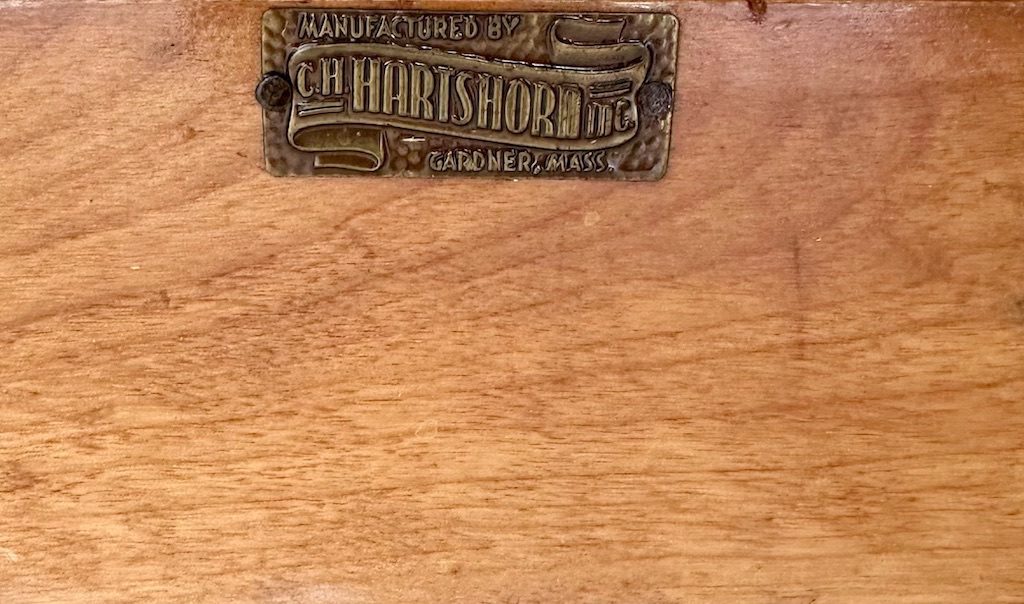 MANUFACTURED BY
C.H. HARTSHORN INC.
GARDNER, MASS.